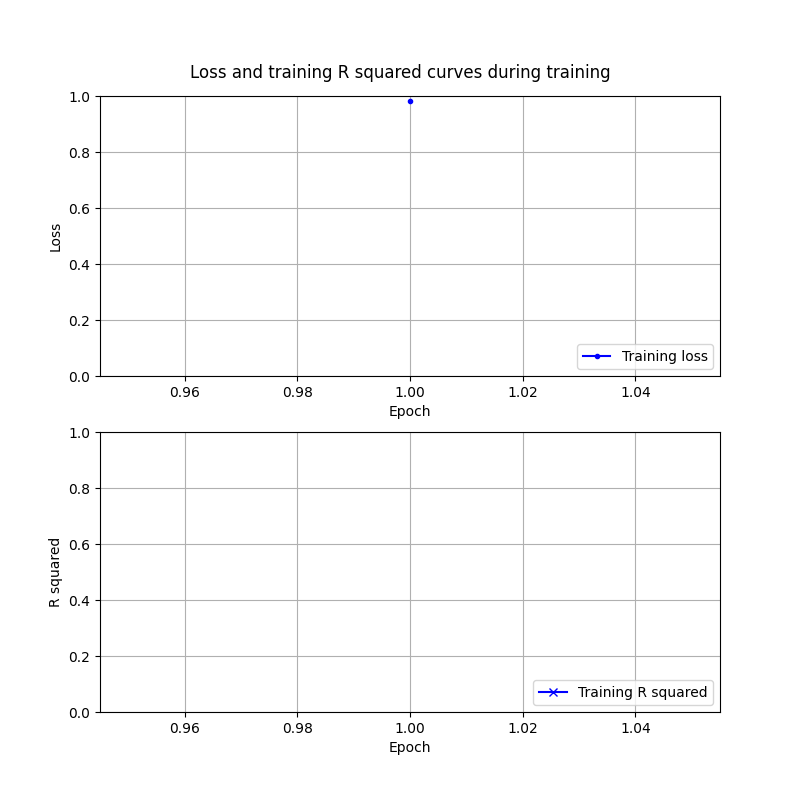 Loss and training R squared curves during training
1.0
0.8
0.6
0.4
0.2
0.0
Loss
Training loss
0.96 0.98 1.00 1.02 1.04
Epoch
1.0
0.8
0.6
0.4
0.2
0.0
R squared
Training R squared
0.96 0.98 1.00 1.02 1.04
Epoch